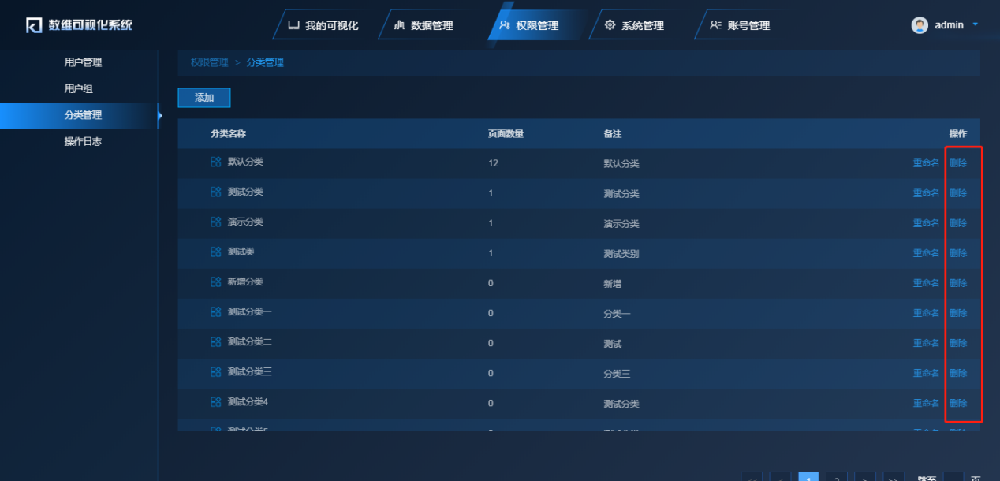 数维可视化系统 我的可视化 数据管理 权限管理 系统管理 账号管理 admin
用户管理
用户组
分类管理
操作日志
权限管理 > 分类管理
添加
分类名称 页面数量 备注 操作
默认分类 12 默认分类 重命名 删除
测试分类 1 测试分类 重命名 删除
演示分类 1 演示分类 重命名 删除
测试类 1 测试类别 重命名 删除
新增分类 0 新增 重命名 删除
测试分类一 0 分类一 重命名 删除
测试分类二 0 测试 重命名 删除
测试分类三 0 分类三 重命名 删除
测试分类4 0 测试分类 重命名 删除
<< < 1 2 > >> 跳至 页